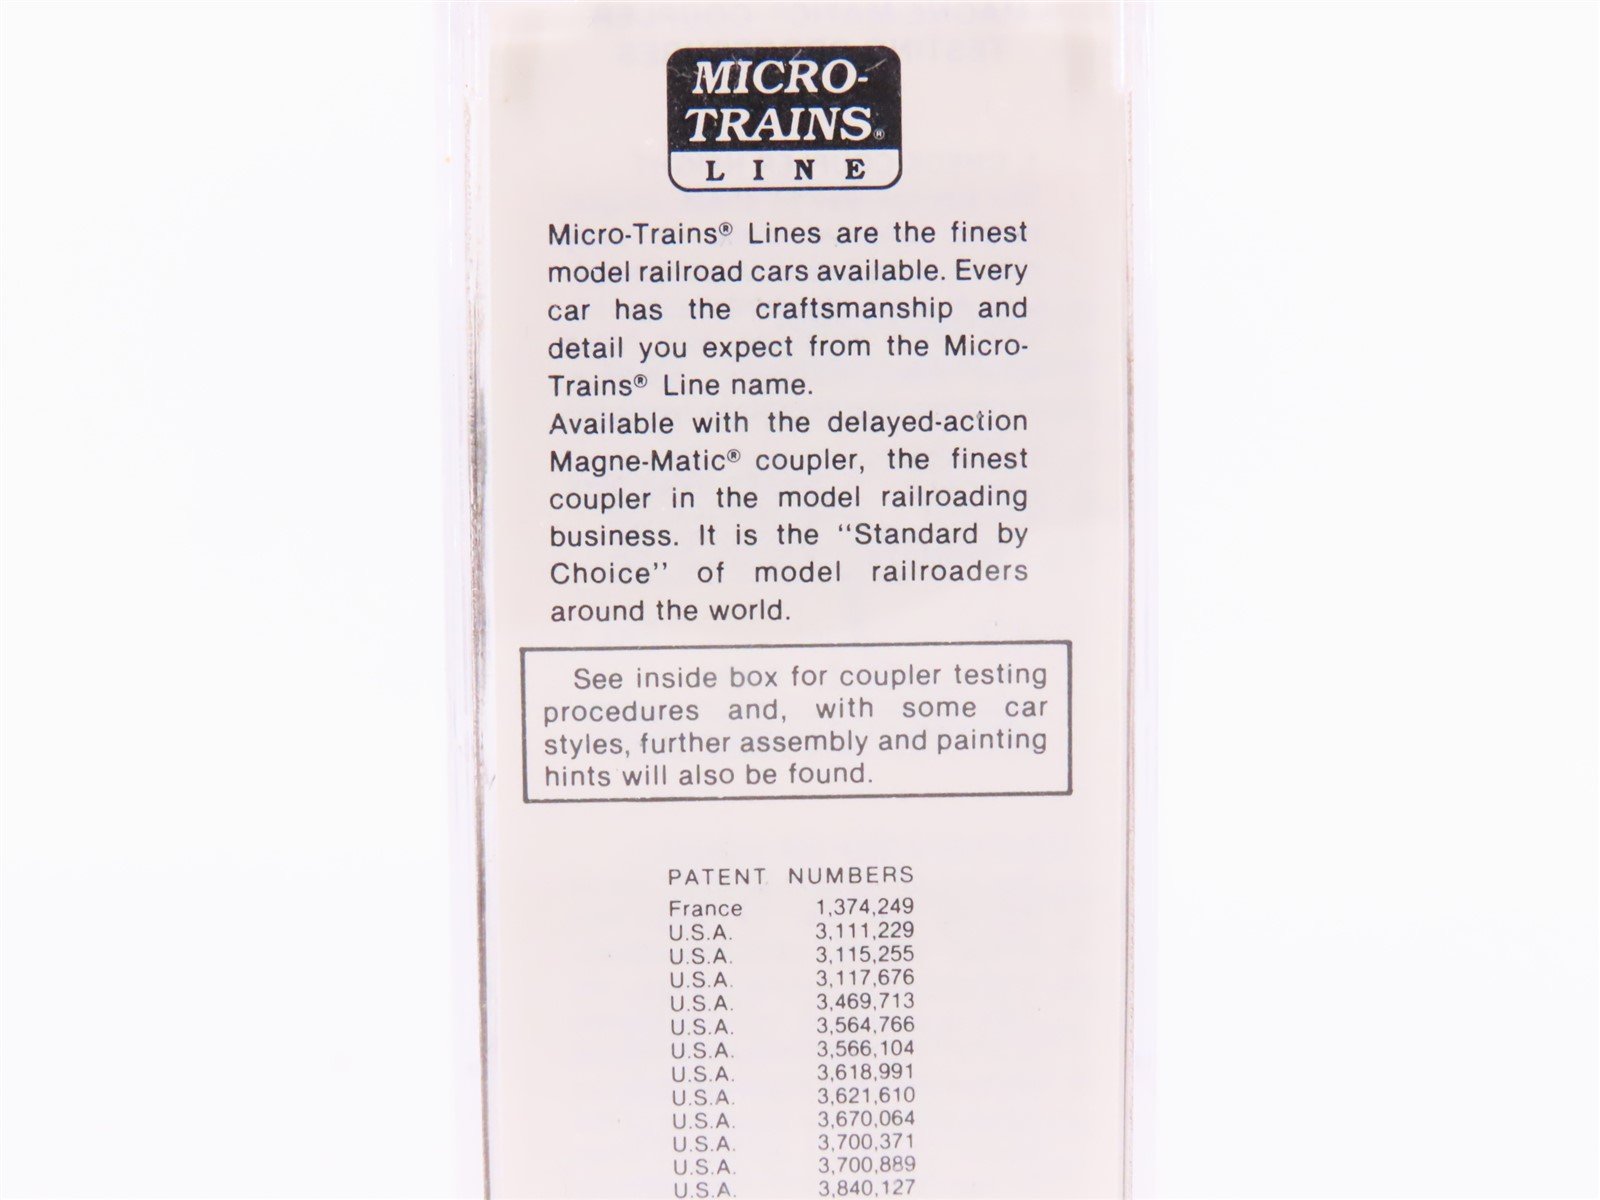 MICRO-
TRAINS®
LINE
Micro-Trains® Lines are the finest
model railroad cars available. Every
car has the craftsmanship and
detail you expect from the Micro-
Trains® Line name.
Available with the delayed-action
Magne-Matic® coupler, the finest
coupler in the model railroading
business. It is the "Standard by
Choice" of model railroaders
around the world.
See inside box for coupler testing
procedures and, with some car
styles, further assembly and painting
hints will also be found.
PATENT NUMBERS
France 1,374,249
U.S.A. 3,111,229
U.S.A. 3,115,255
U.S.A. 3,117,676
U.S.A. 3,469,713
U.S.A. 3,564,766
U.S.A. 3,566,104
U.S.A. 3,618,991
U.S.A. 3,621,610
U.S.A. 3,670,064
U.S.A. 3,700,371
U.S.A. 3,700,889
U.S.A. 3,840,127